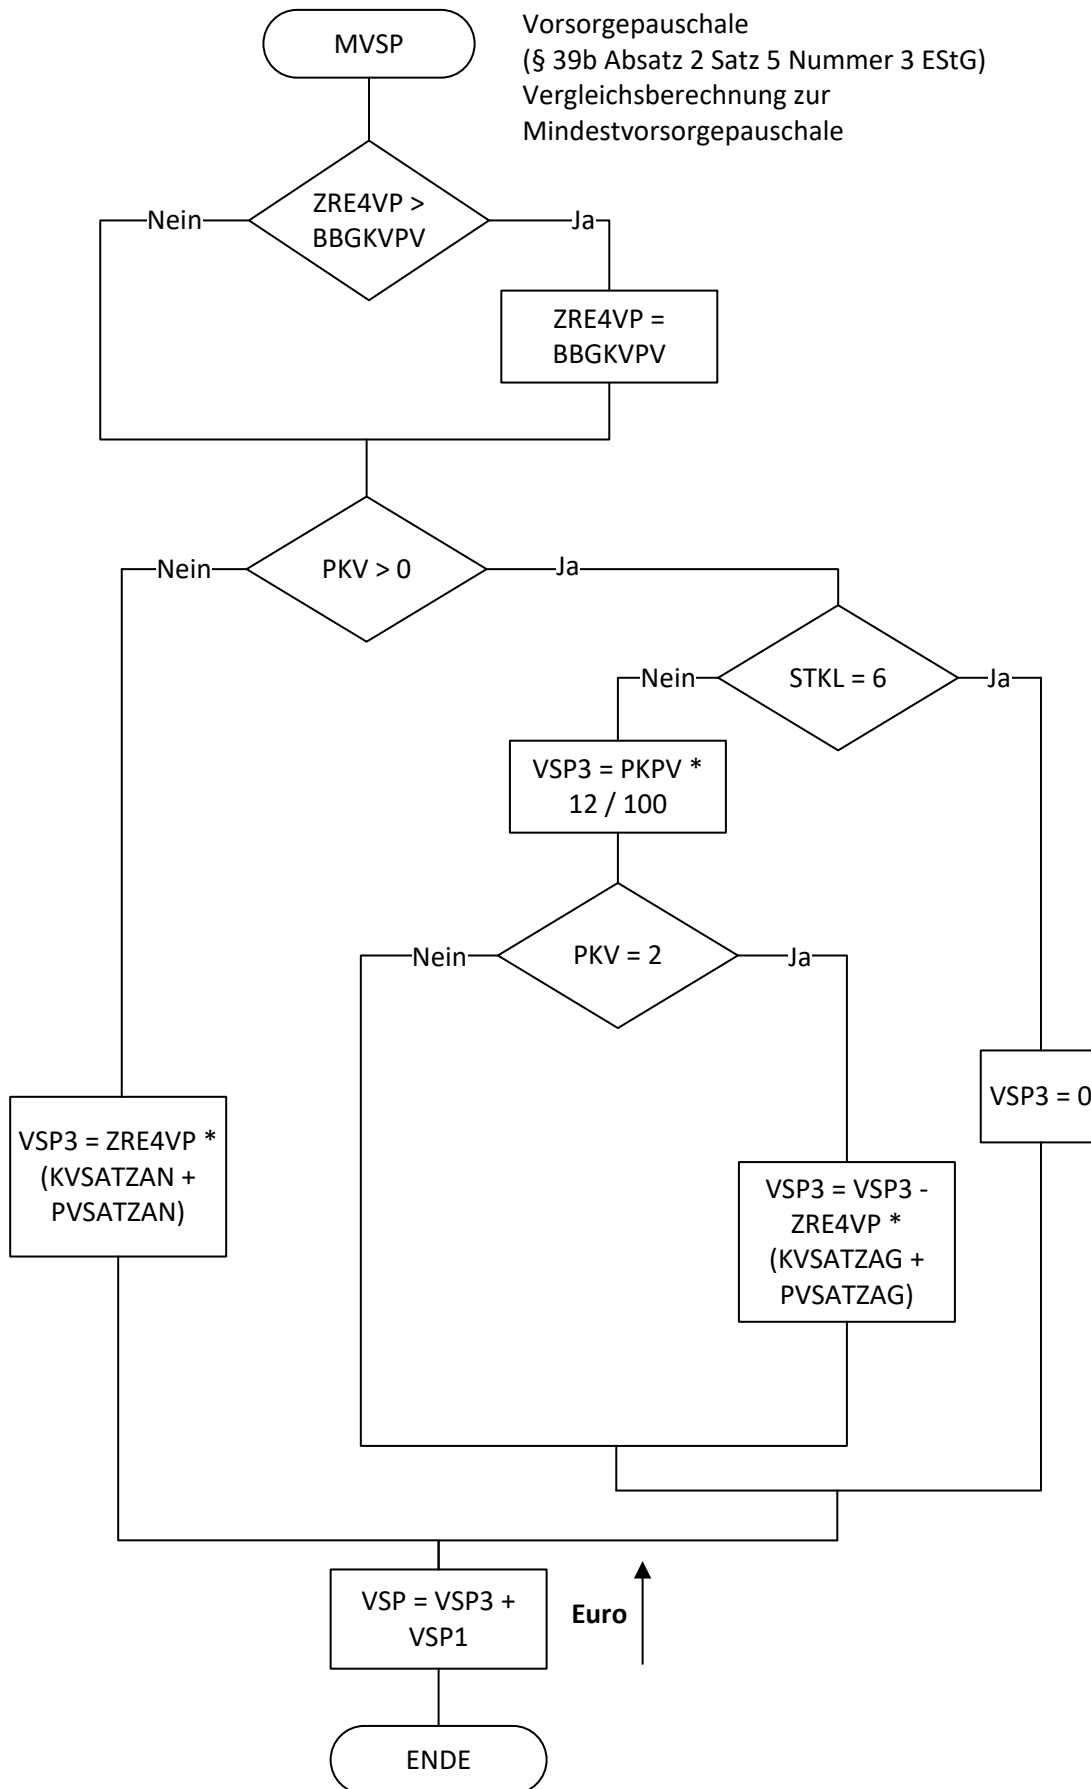 MVSP
Vorsorgepauschale
(§ 39b Absatz 2 Satz 5 Nummer 3 EStG)
Vergleichsberechnung zur
Mindestvorsorgepauschale
ZRE4VP >
BBGKVPV
Nein
Ja
ZRE4VP =
BBGKVPV
PKV > 0
Nein
Ja
STKL = 6
Nein
Ja
VSP3 = PKPV *
12 / 100
PKV = 2
Nein
Ja
VSP3 = 0
VSP3 = ZRE4VP *
(KVSATZAN +
PVSATZAN)
VSP3 = VSP3 -
ZRE4VP *
(KVSATZAG +
PVSATZAG)
VSP = VSP3 +
VSP1
Euro
ENDE